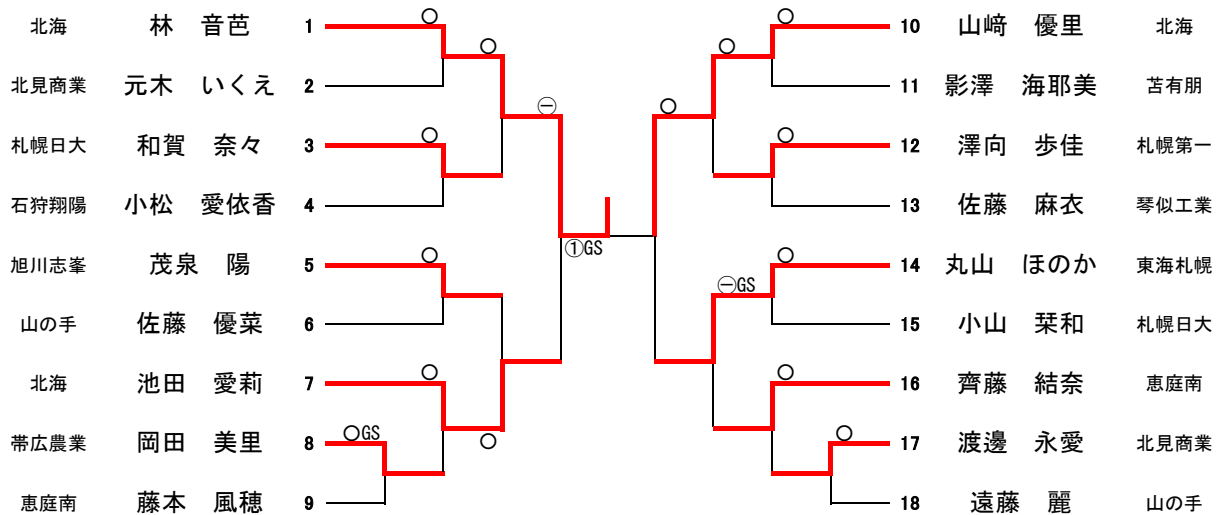 北海 林 音芭 1 ○
○
10 山﨑 優里 北海 ○
○
北見商業 元木 いくえ 2
11 影澤 海耶美 苫有朋
㊀
○
札幌日大 和賀 奈々 3 ○
12 澤向 歩佳 札幌第一 ○
石狩翔陽 小松 愛依香 4
13 佐藤 麻衣 琴似工業
①GS
旭川志峯 茂泉 陽 5 ○
14 丸山 ほのか 東海札幌 ○
㊀GS
山の手 佐藤 優菜 6
15 小山 栞和 札幌日大
北海 池田 愛莉 7 ○
16 齊藤 結奈 恵庭南 ○
帯広農業 岡田 美里 8 ○GS
○
17 渡邊 永愛 北見商業 ○
恵庭南 藤本 風穂 9
18 遠藤 麗 山の手